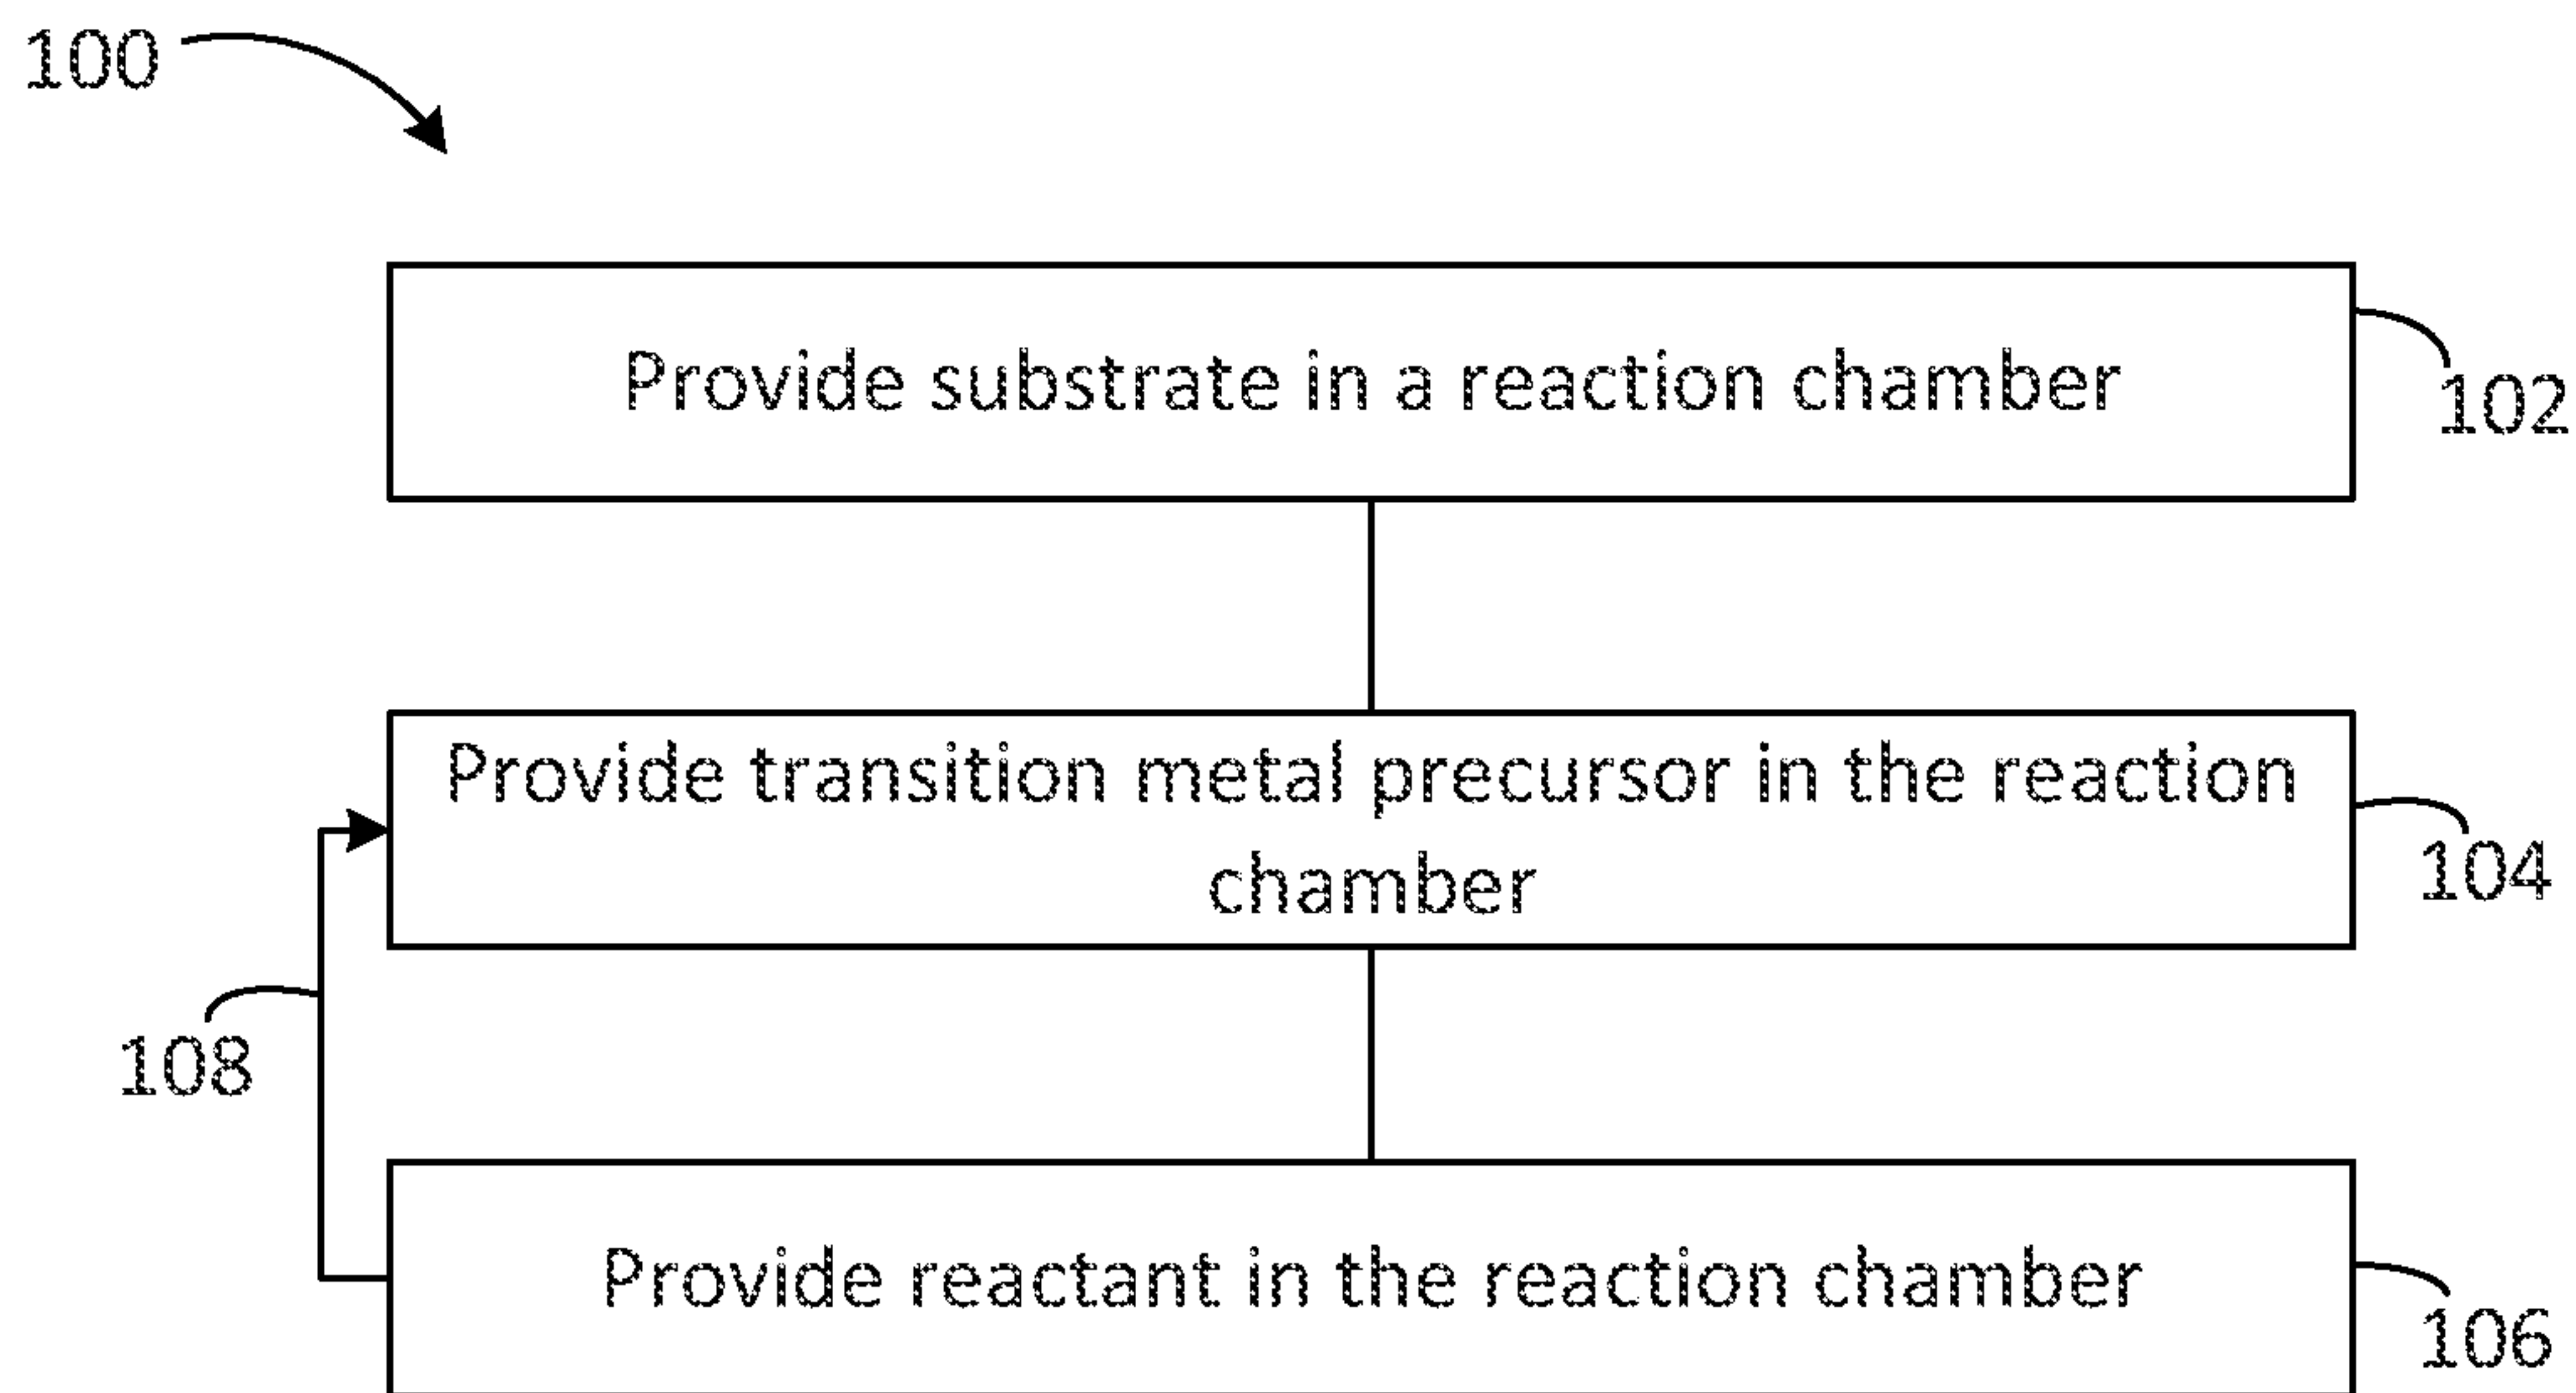 100
Provide substrate in a reaction chamber
102
Provide transition metal precursor in the reaction
chamber
104
108
Provide reactant in the reaction chamber
106